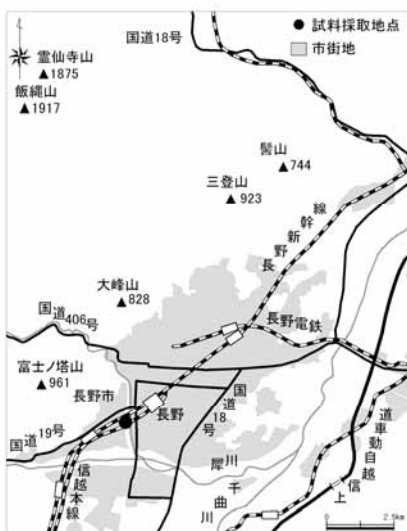 国道18号
●試料採取地点
市街地
霊仙寺山
▲1875
飯縄山
▲1917
髻山
▲744
三登山
▲923
長野新幹線
大峰山
▲828
国道406号
長野電鉄
富士ノ塔山
▲961
長野市
長野
国道18号
国道19号
信越本線
犀川
千曲川
上信越自動車道
0 2.5km